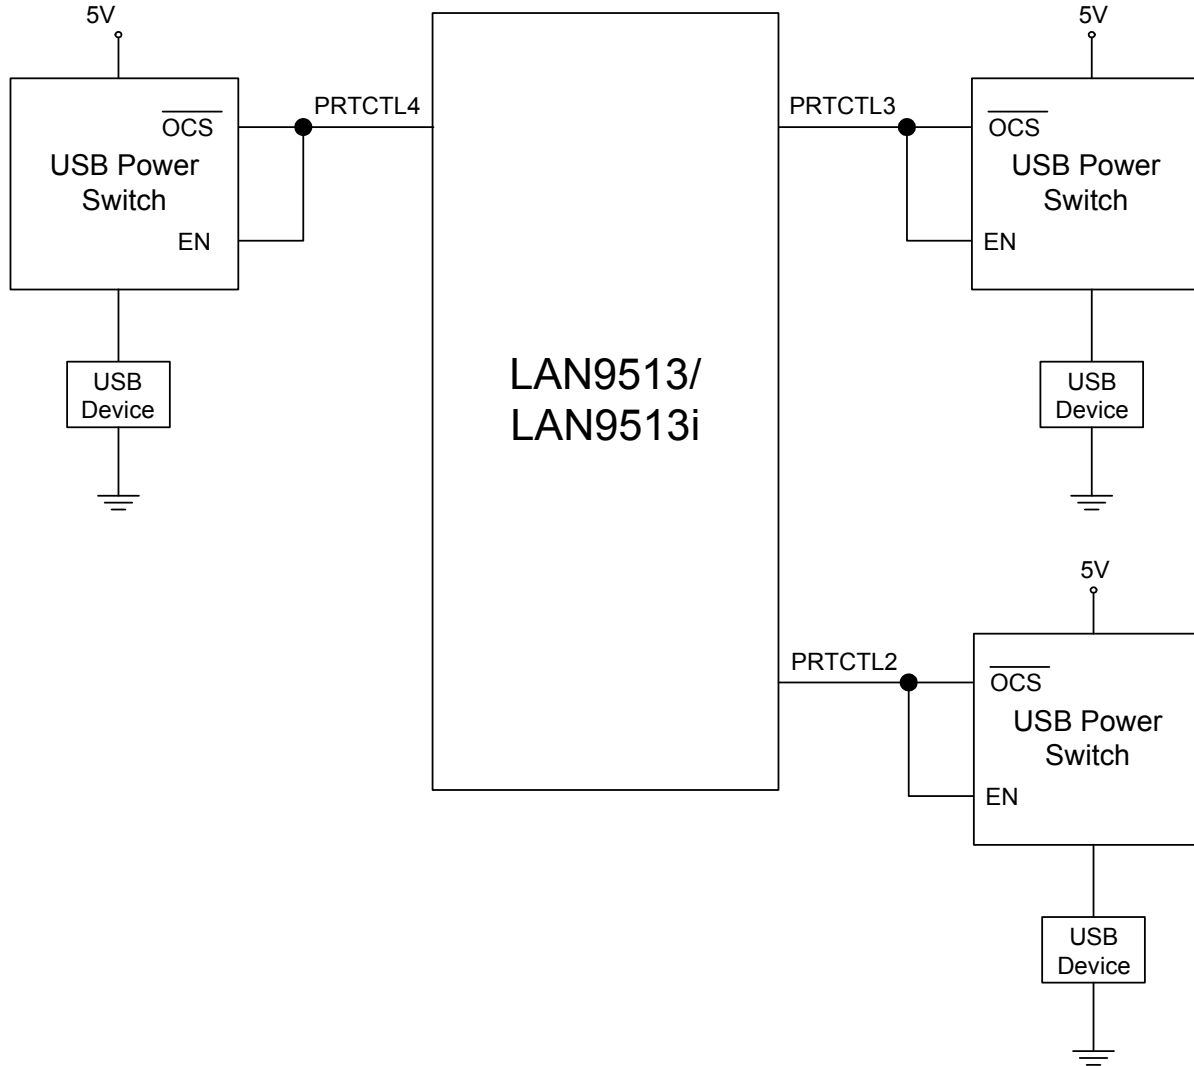 5V
OCS
USB Power
Switch
EN
PRTCTL4
USB
Device
LAN9513/
LAN9513i
5V
PRTCTL3
OCS
USB Power
Switch
EN
USB
Device
5V
PRTCTL2
OCS
USB Power
Switch
EN
USB
Device